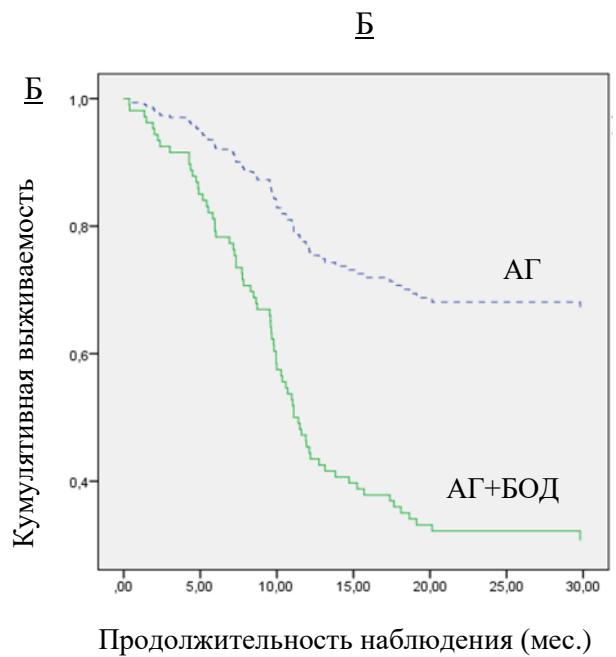 Б
Б
Кумулятивная выживаемость
1,0
0,8
0,6
0,4
АГ
АГ+БОД
,00
5,00
10,00
15,00
20,00
25,00
30,00
Продолжительность наблюдения (мес.)